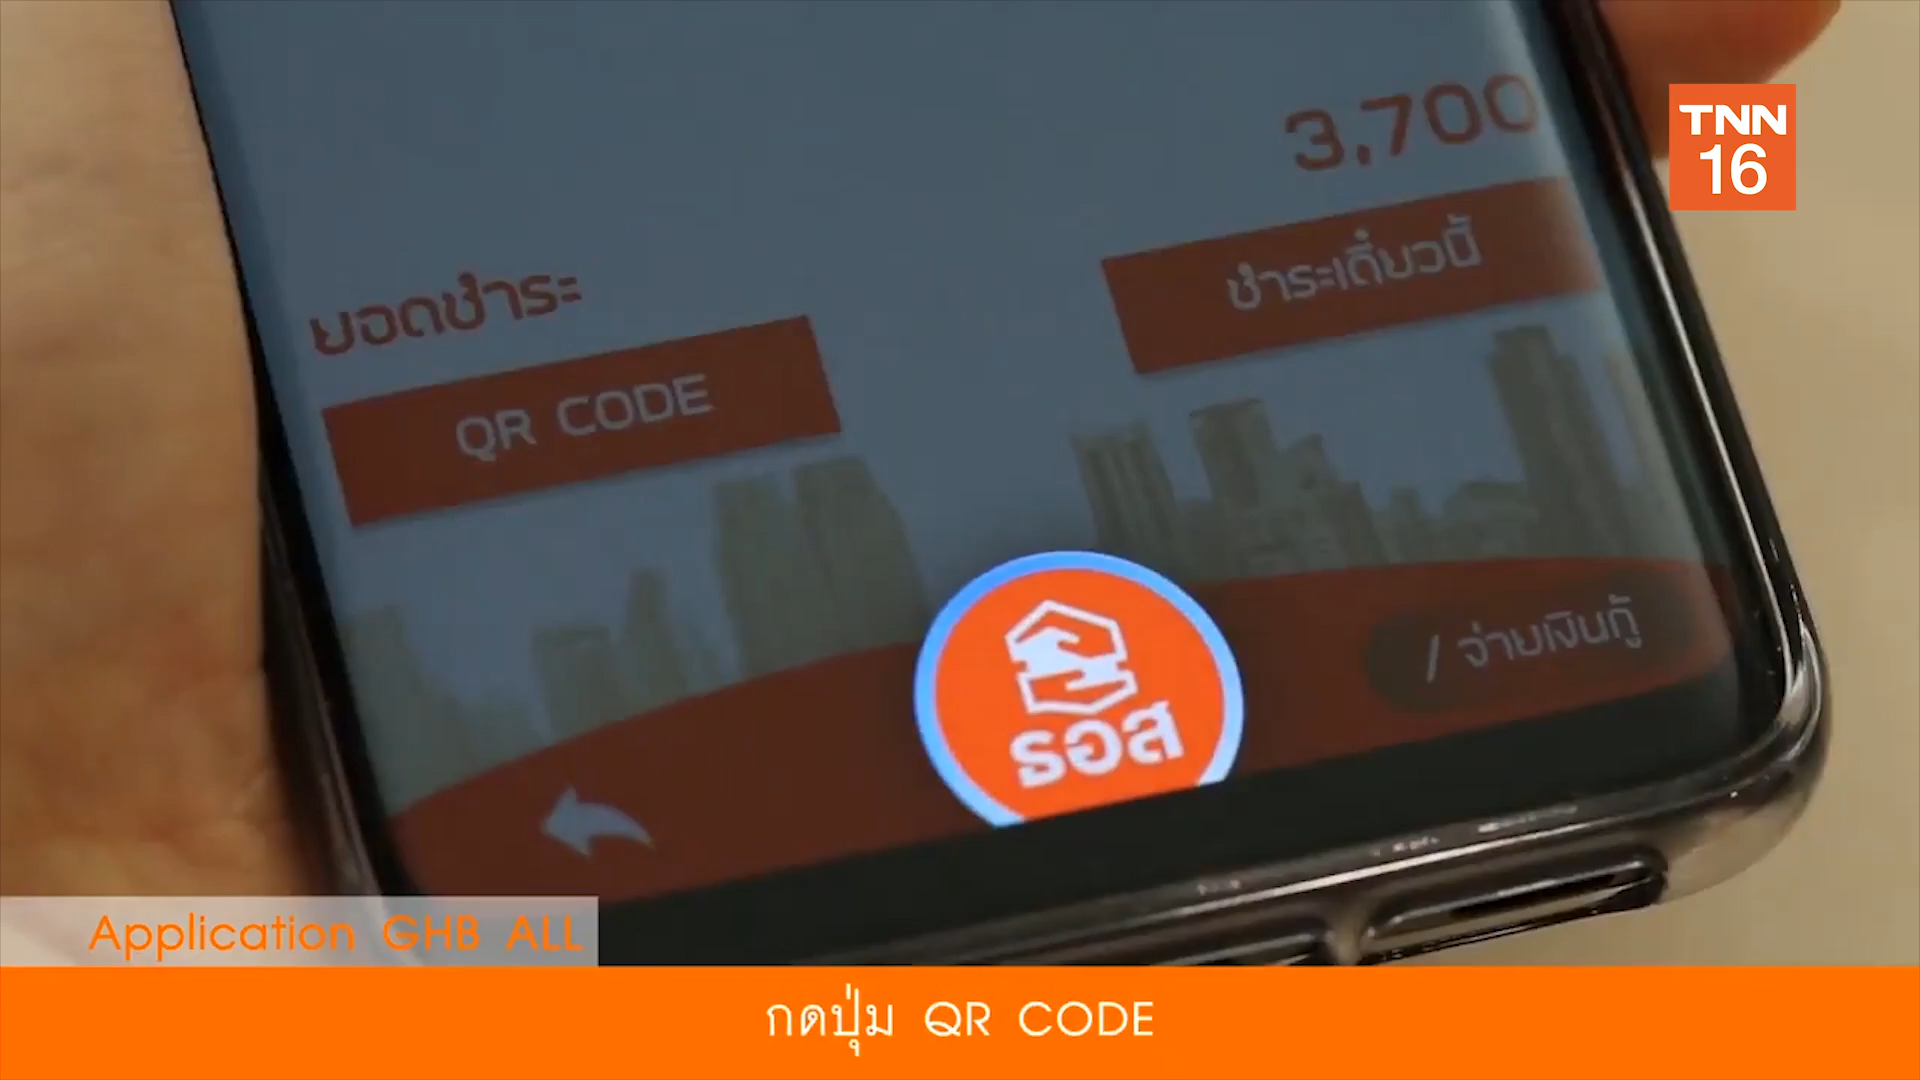 TNN
16
3,700
ยอดชำระ
ชำระเดี๋ยวนี้
QR CODE
/ จ่ายเงินกู้
ธอส
Application GHB ALL
กดปุ่ม QR CODE